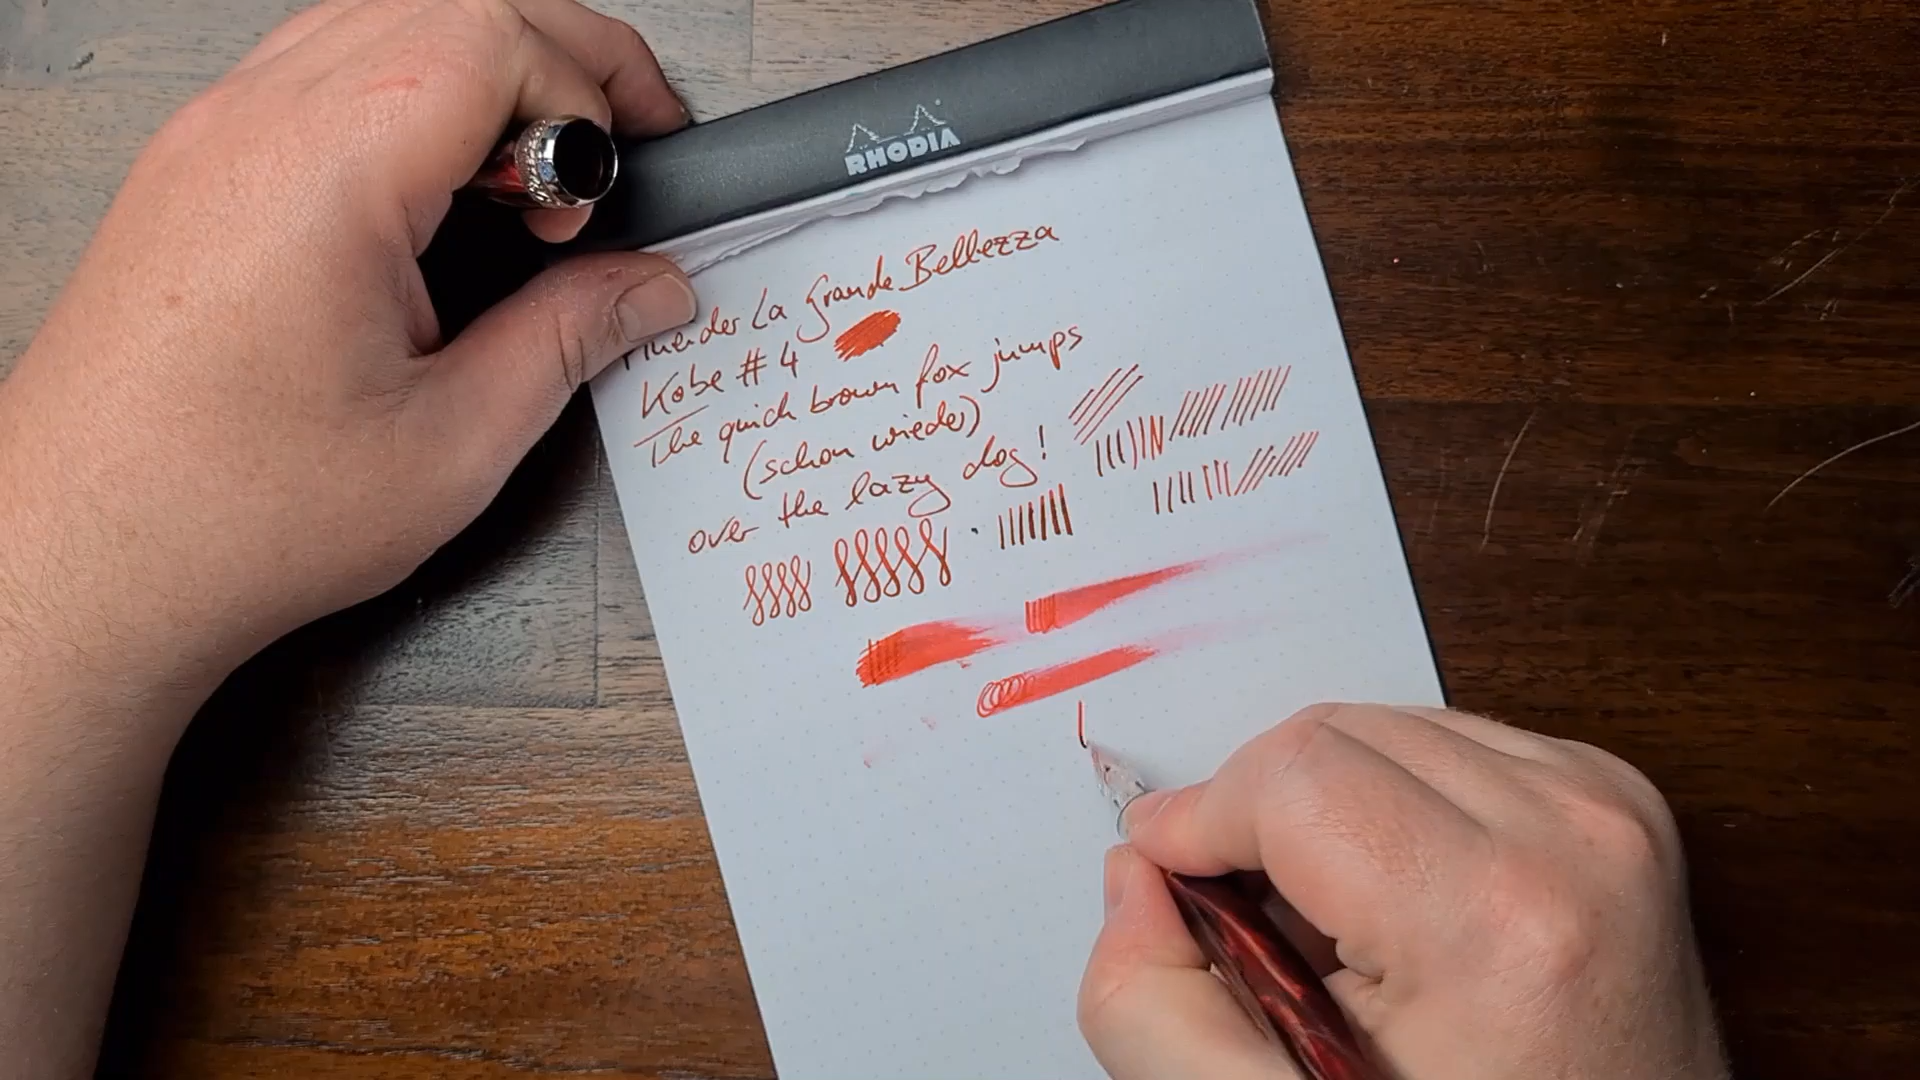 RHODIA
La Grande Bellezza
Kobe # 4
The quick brown fox jumps
(schon wieder)
over the lazy dog!